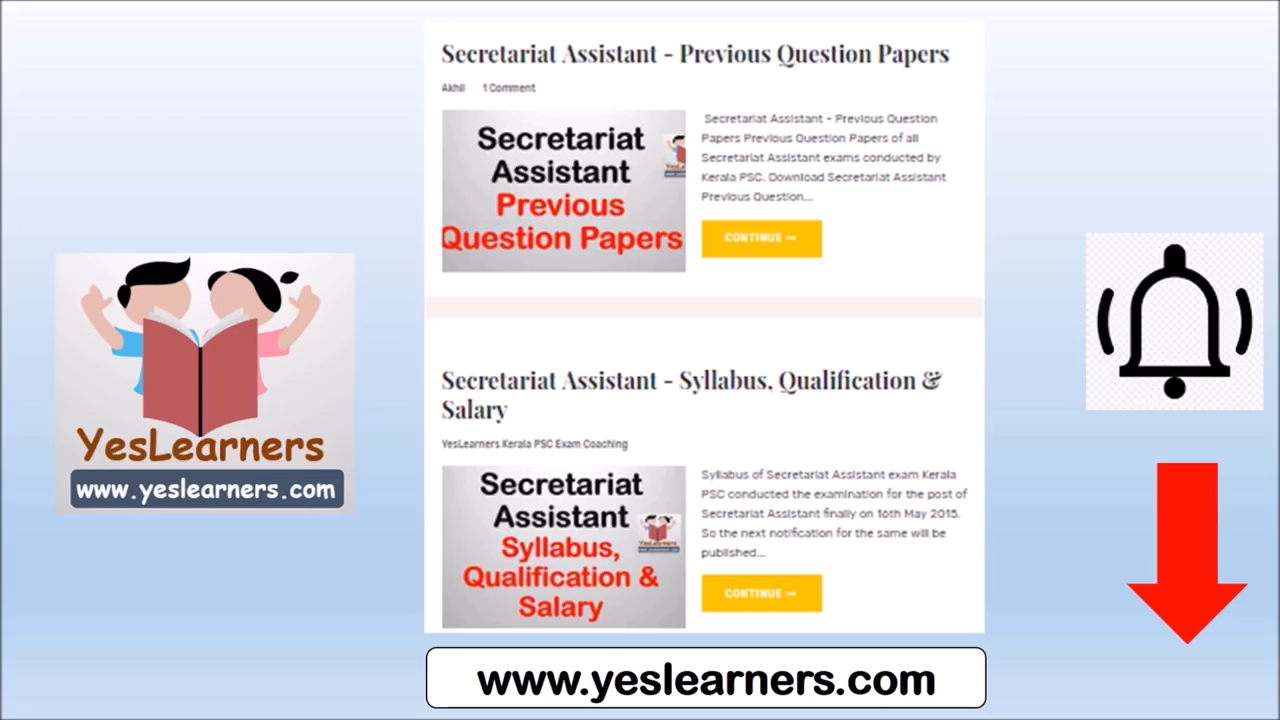 Secretariat Assistant - Previous Question Papers
Akhil 1 Comment
Secretariat
Assistant
Previous
Question Papers
Secretariat Assistant - Previous Question
Papers Previous Question Papers of all
Secretariat Assistant exams conducted by
Kerala PSC. Download Secretariat Assistant
Previous Question...
CONTINUE →
Secretariat Assistant - Syllabus, Qualification &
Salary
YesLearners Kerala PSC Exam Coaching
Secretariat
Assistant
Syllabus,
Qualification &
Salary
YesLearners
Syllabus of Secretariat Assistant exam Kerala
PSC conducted the examination for the post of
Secretariat Assistant finally on 16th May 2015.
So the next notification for the same will be
published...
CONTINUE →
YesLearners
www.yeslearners.com
www.yeslearners.com